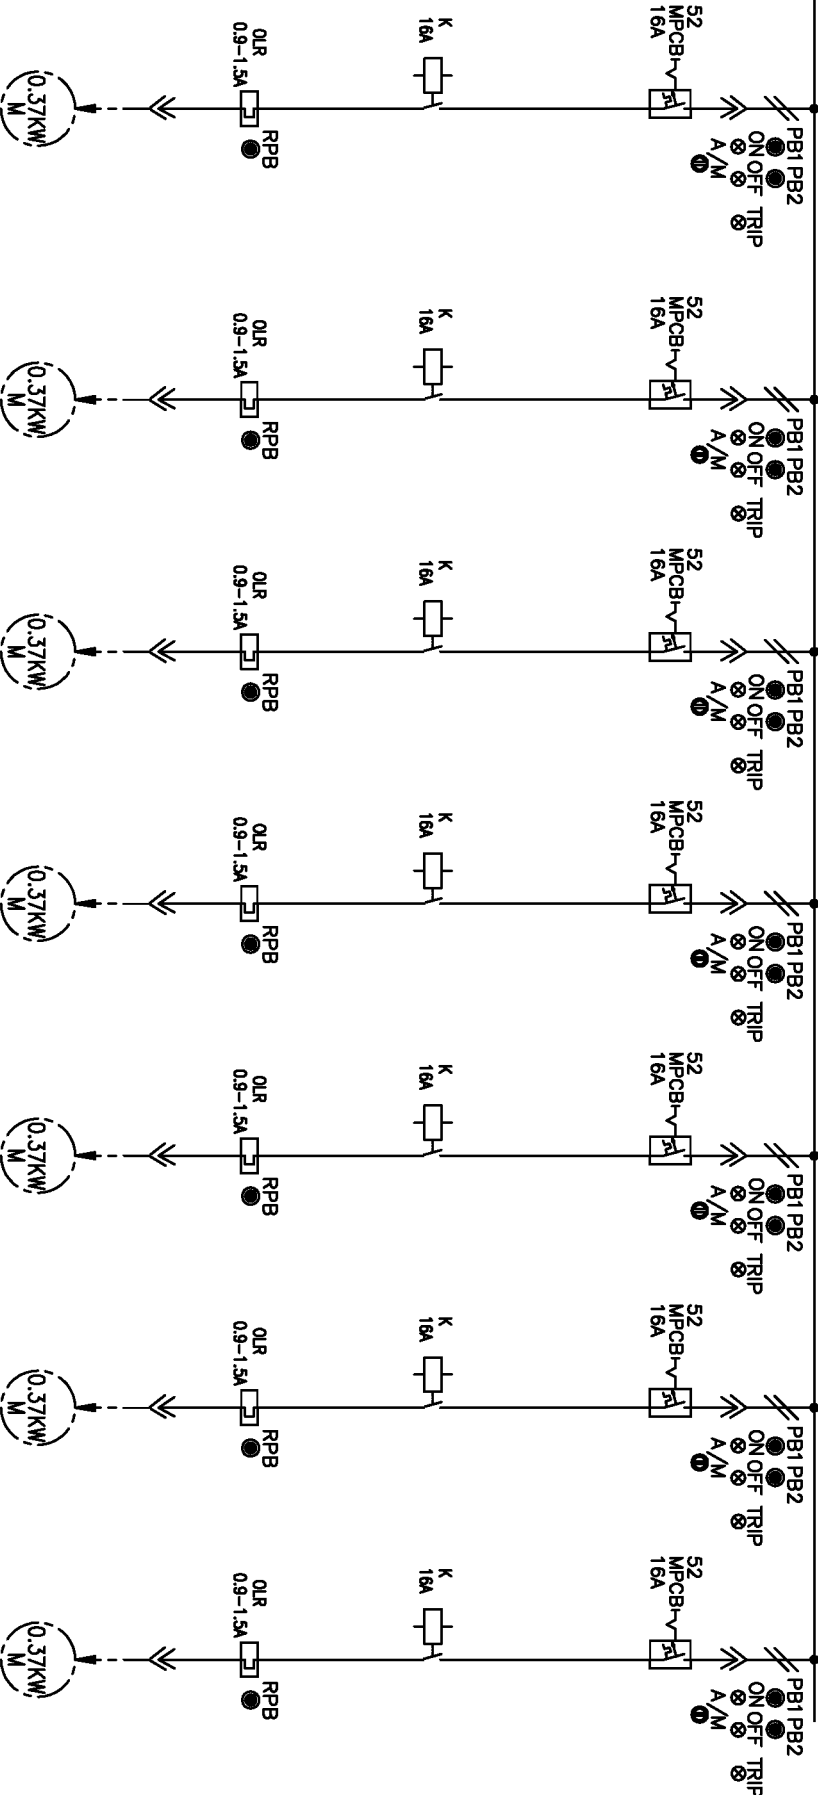 52
MPCB
16A
PB1 PB2
ON OFF TRIP
A/M
K
16A
OLR
0.9-1.5A
RPB
0.37KW
M
52
MPCB
16A
PB1 PB2
ON OFF TRIP
A/M
K
16A
OLR
0.9-1.5A
RPB
0.37KW
M
52
MPCB
16A
PB1 PB2
ON OFF TRIP
A/M
K
16A
OLR
0.9-1.5A
RPB
0.37KW
M
52
MPCB
16A
PB1 PB2
ON OFF TRIP
A/M
K
16A
OLR
0.9-1.5A
RPB
0.37KW
M
52
MPCB
16A
PB1 PB2
ON OFF TRIP
A/M
K
16A
OLR
0.9-1.5A
RPB
0.37KW
M
52
MPCB
16A
PB1 PB2
ON OFF TRIP
A/M
K
16A
OLR
0.9-1.5A
RPB
0.37KW
M
52
MPCB
16A
PB1 PB2
ON OFF TRIP
A/M
K
16A
OLR
0.9-1.5A
RPB
0.37KW
M